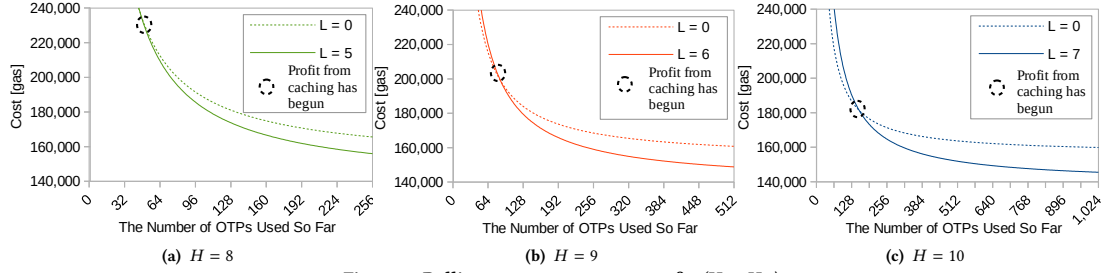 260,000
240,000
220,000
200,000
180,000
160,000
140,000
Cost [gas]
L = 0
L = 5
Profit from
caching has
begun
0 32 64 96 128 160 192 224 256
The Number of OTPs Used So Far
(a) H = 8
240,000
220,000
200,000
180,000
160,000
140,000
Cost [gas]
L = 0
L = 6
Profit from
caching has
begun
0 64 128 192 256 320 384 448 512
The Number of OTPs Used So Far
(b) H = 9
240,000
220,000
200,000
180,000
160,000
140,000
Cost [gas]
L = 0
L = 7
Profit from
caching has
begun
0 128 256 384 512 640 768 896 1,024
The Number of OTPs Used So Far
(c) H = 10